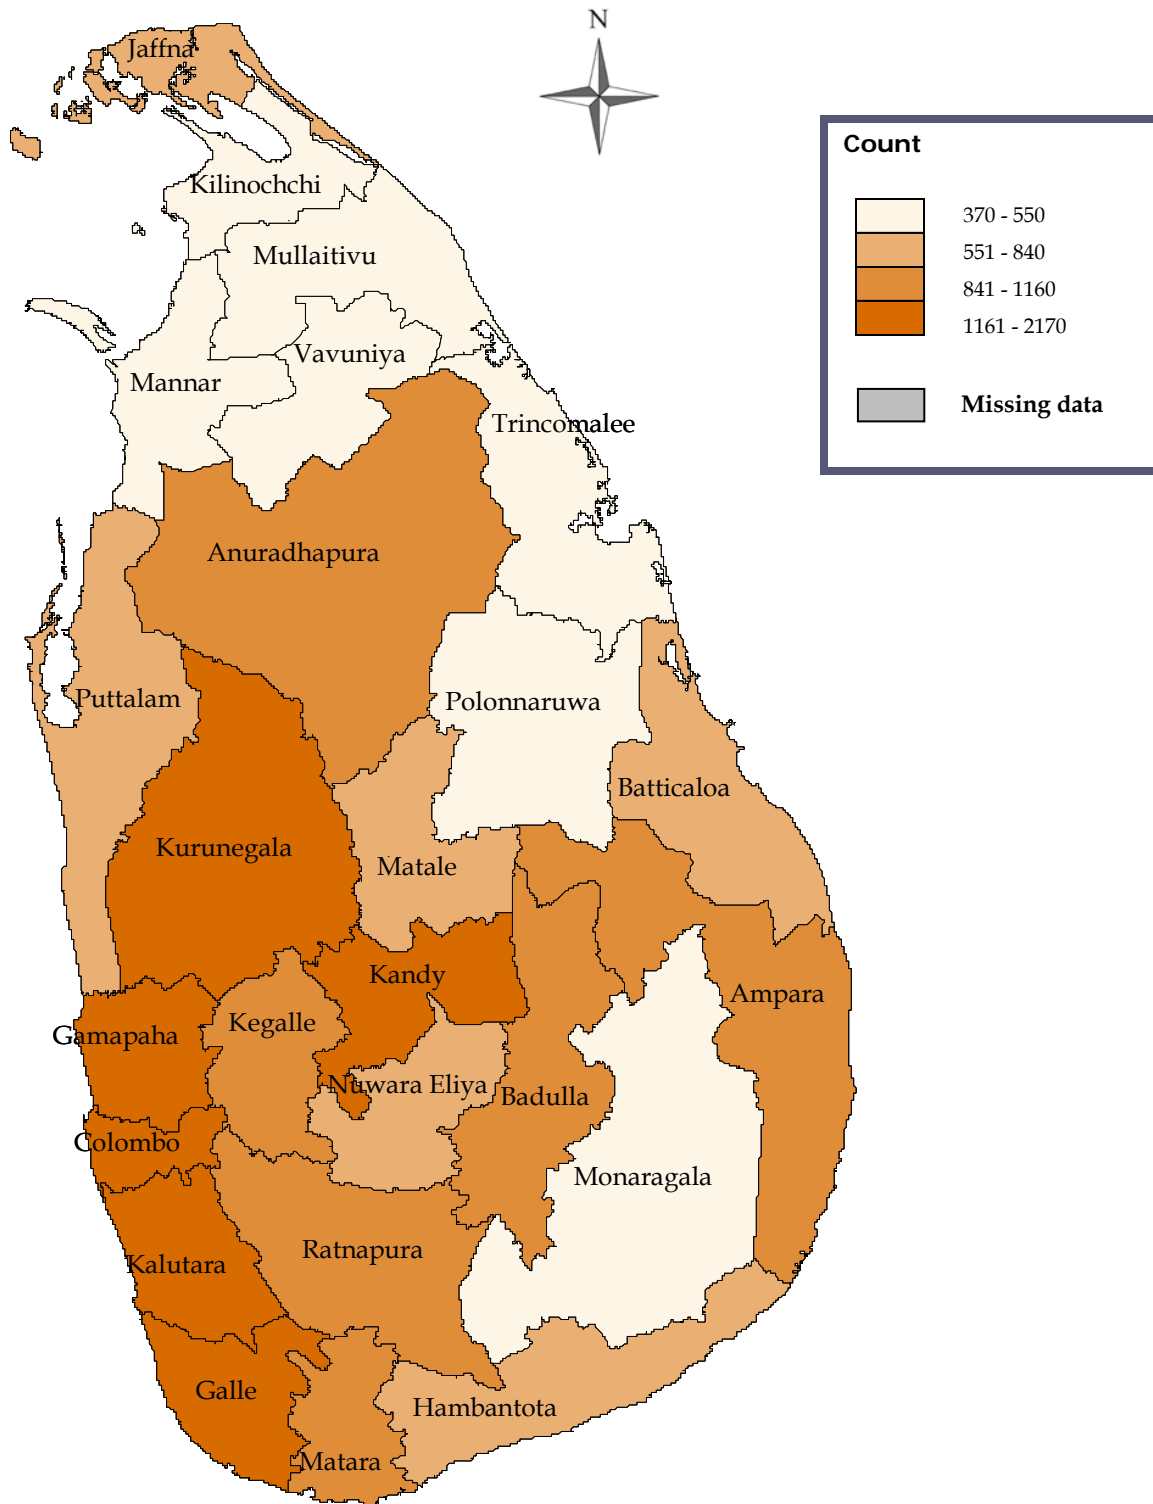 N
Jaffna
Count
Kilinochchi
370 - 550
551 - 840
Mullaitivu
841 - 1160
1161 - 2170
Vavuniya
Mannar
Missing data
Trincomalee
Anuradhapura
Puttalam
Polonnaruwa
Batticaloa
Kurunegala
Matale
Kandy
Ampara
Kegalle
Gamapaha
Nuwara Eliya
Badulla
Colombo
Monaragala
Ratnapura
Kalutara
Galle
Hambantota
Matara